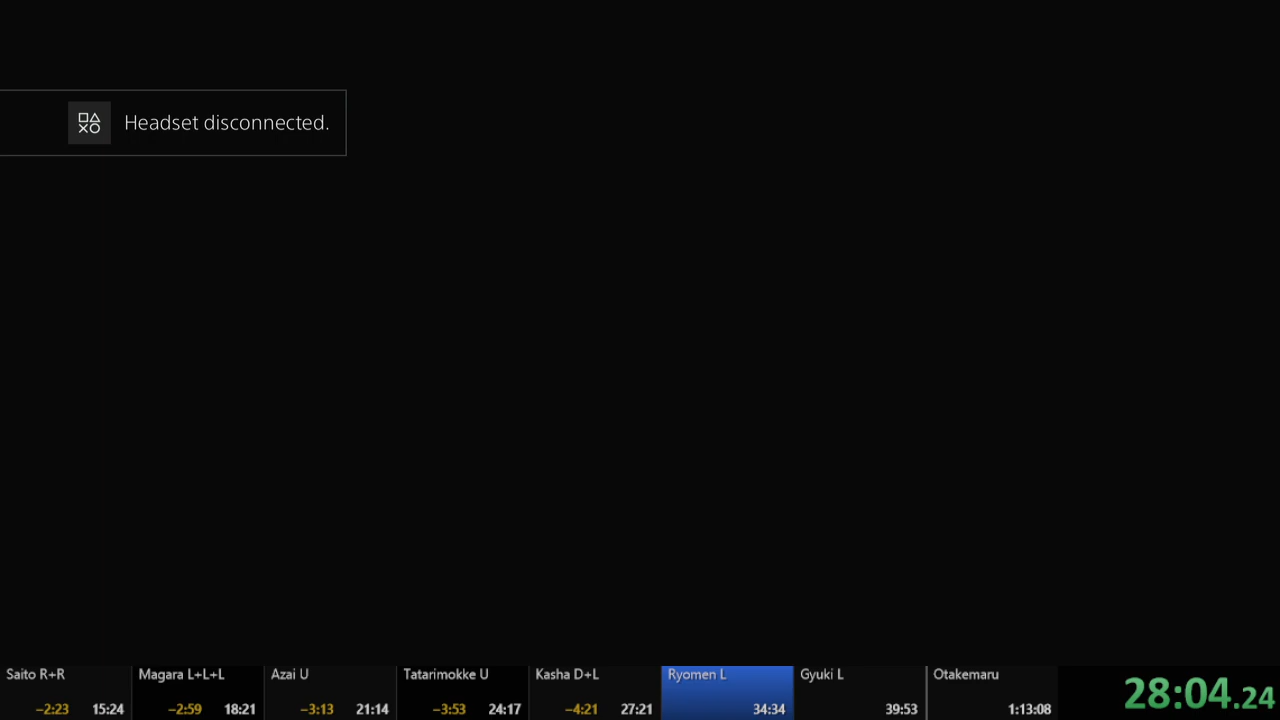 Headset disconnected.
Saito R+R
−2:23 15:24
Magara L+L+L
−2:59 18:21
Azai U
−3:13 21:14
Tatarimokke U
−3:53 24:17
Kasha D+L
−4:21 27:21
Ryomen L
34:34
Gyuki L
39:53
Otakemaru
1:13:08
28:04.24